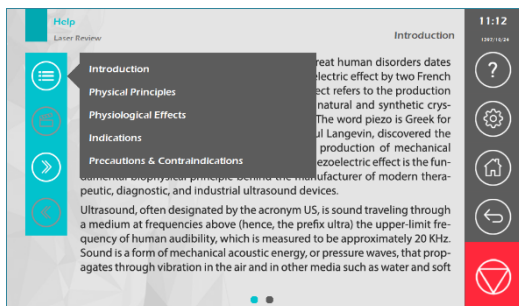 Help
Laser Review
Introduction
11:12
1397/13/24
Introduction
Physical Principles
Physiological Effects
Indications
Precautions & Contraindications
reat human disorders dates
electric effect by two French
ect refers to the production
natural and synthetic crys-
The word piezo is Greek for
ul Langevin, discovered the
production of mechanical
ezoelectric effect is the fun-
damental biophysical principle behind the manufacturer of modern thera-
peutic, diagnostic, and industrial ultrasound devices.
Ultrasound, often designated by the acronym US, is sound traveling through
a medium at frequencies above (hence, the prefix ultra) the upper-limit fre-
quency of human audibility, which is measured to be approximately 20 KHz.
Sound is a form of mechanical acoustic energy, or pressure waves, that prop-
agates through vibration in the air and in other media such as water and soft